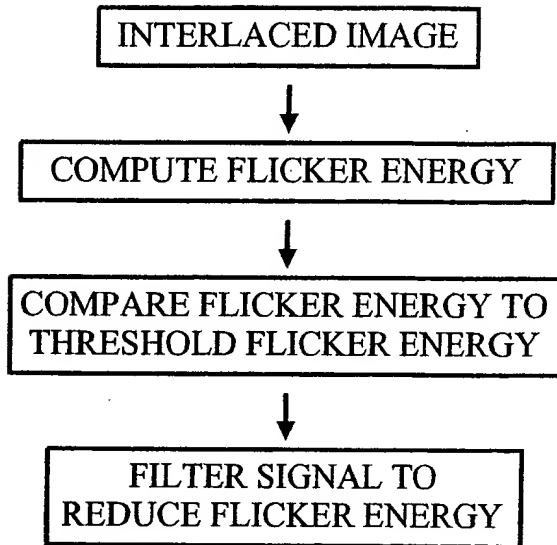 INTERLACED IMAGE
COMPUTE FLICKER ENERGY
COMPARE FLICKER ENERGY TO
THRESHOLD FLICKER ENERGY
FILTER SIGNAL TO
REDUCE FLICKER ENERGY